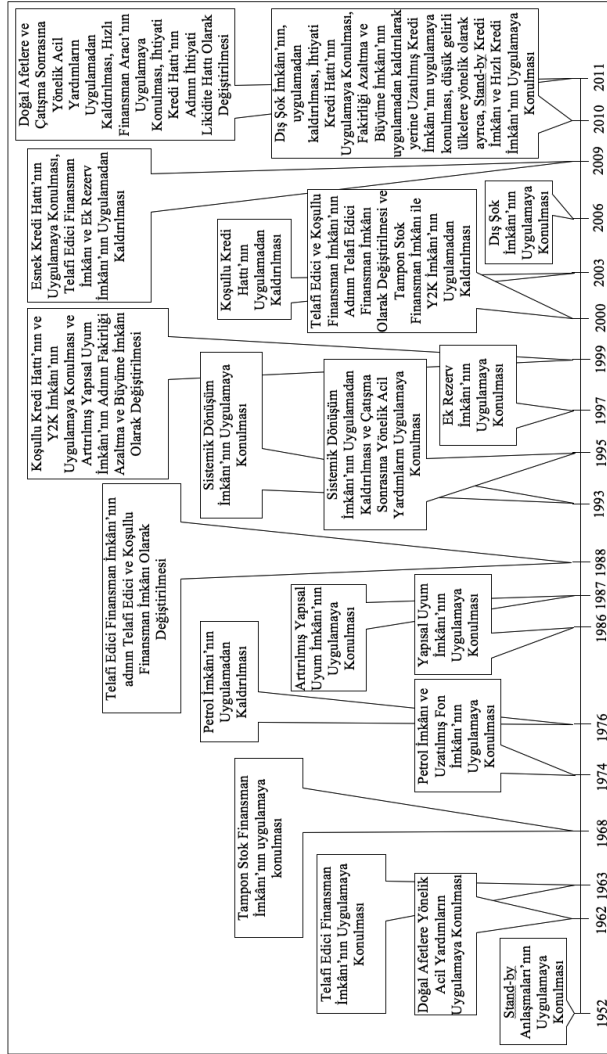 Stand-by
Anlaşmaları'nın
Uygulamaya
Konulması
Doğal Afetlere Yönelik
Acil Yardımların
Uygulamaya Konulması
Telafi Edici Finansman
İmkânı'nın Uygulamaya
Konulması
Tampon Stok Finansman
İmkânı'nın uygulamaya
konulması
Petrol İmkânı ve
Uzatılmış Fon
İmkânı'nın
Uygulamaya
Konulması
Petrol İmkânı'nın
Uygulamadan
Kaldırılması
Yapısal Uyum
İmkânı'nın
Uygulamaya
Konulması
Artırılmış Yapısal
Uyum İmkânı'nın
Uygulamaya
Konulması
Telafi Edici Finansman İmkânı'nın
adının Telafi Edici ve Koşullu
Finansman İmkânı Olarak
Değiştirilmesi
Sistemik Dönüşüm
İmkânı'nın Uygulamaya
Konulması
Sistemik Dönüşüm
İmkânı'nın Uygulamadan
Kaldırılması ve Çatışma
Sonrasına Yönelik Acil
Yardımların Uygulamaya
Konulması
Ek Rezerv
İmkânı'nın
Uygulamaya
Konulması
Koşullu Kredi Hattı'nın ve
Y2K İmkânı'nın
Uygulamaya Konulması ve
Artırılmış Yapısal Uyum
İmkânı'nın Adının Fakirliği
Azaltma ve Büyüme İmkânı
Olarak Değiştirilmesi
Telafi Edici ve Koşullu
Finansman İmkânı'nın
Adının Telafi Edici
Finansman İmkânı
Olarak Değiştirilmesi ve
Tampon Stok
Finansman İmkânı ile
Y2K İmkânı'nın
Uygulamadan
Kaldırılması
Koşullu Kredi
Hattı'nın
Uygulamadan
Kaldırılması
Dış Şok
İmkânı'nın
Uygulamaya
Konulması
Esnek Kredi Hattı'nın
Uygulamaya Konulması,
Telafi Edici Finansman
İmkânı ve Ek Rezerv
İmkânı'nın Uygulamadan
Kaldırılması
Dış Şok İmkânı'nın,
uygulamadan
kaldırılması, İhtiyati
Kredi Hattı'nın
Uygulamaya Konulması,
Fakirliği Azaltma ve
Büyüme İmkânı'nın
uygulamadan kaldırılarak
yerine Uzatılmış Kredi
İmkânı'nın uygulamaya
konulması, düşük gelirli
ülkelere yönelik olarak
ayrıca, Stand-by Kredi
İmkânı ve Hızlı Kredi
İmkânı'nın Uygulamaya
Konulması
Doğal Afetlere ve
Çatışma Sonrasına
Yönelik Acil
Yardımların
Uygulamadan
Kaldırılması, Hızlı
Finansman Aracı'nın
Uygulamaya
Konulması, İhtiyati
Kredi Hattı'nın
Adının İhtiyati
Likidite Hattı Olarak
Değiştirilmesi
1952 1962 1963 1968 1974 1976 1986 1987 1988 1993 1995 1997 1999 2000 2003 2006 2009 2010 2011